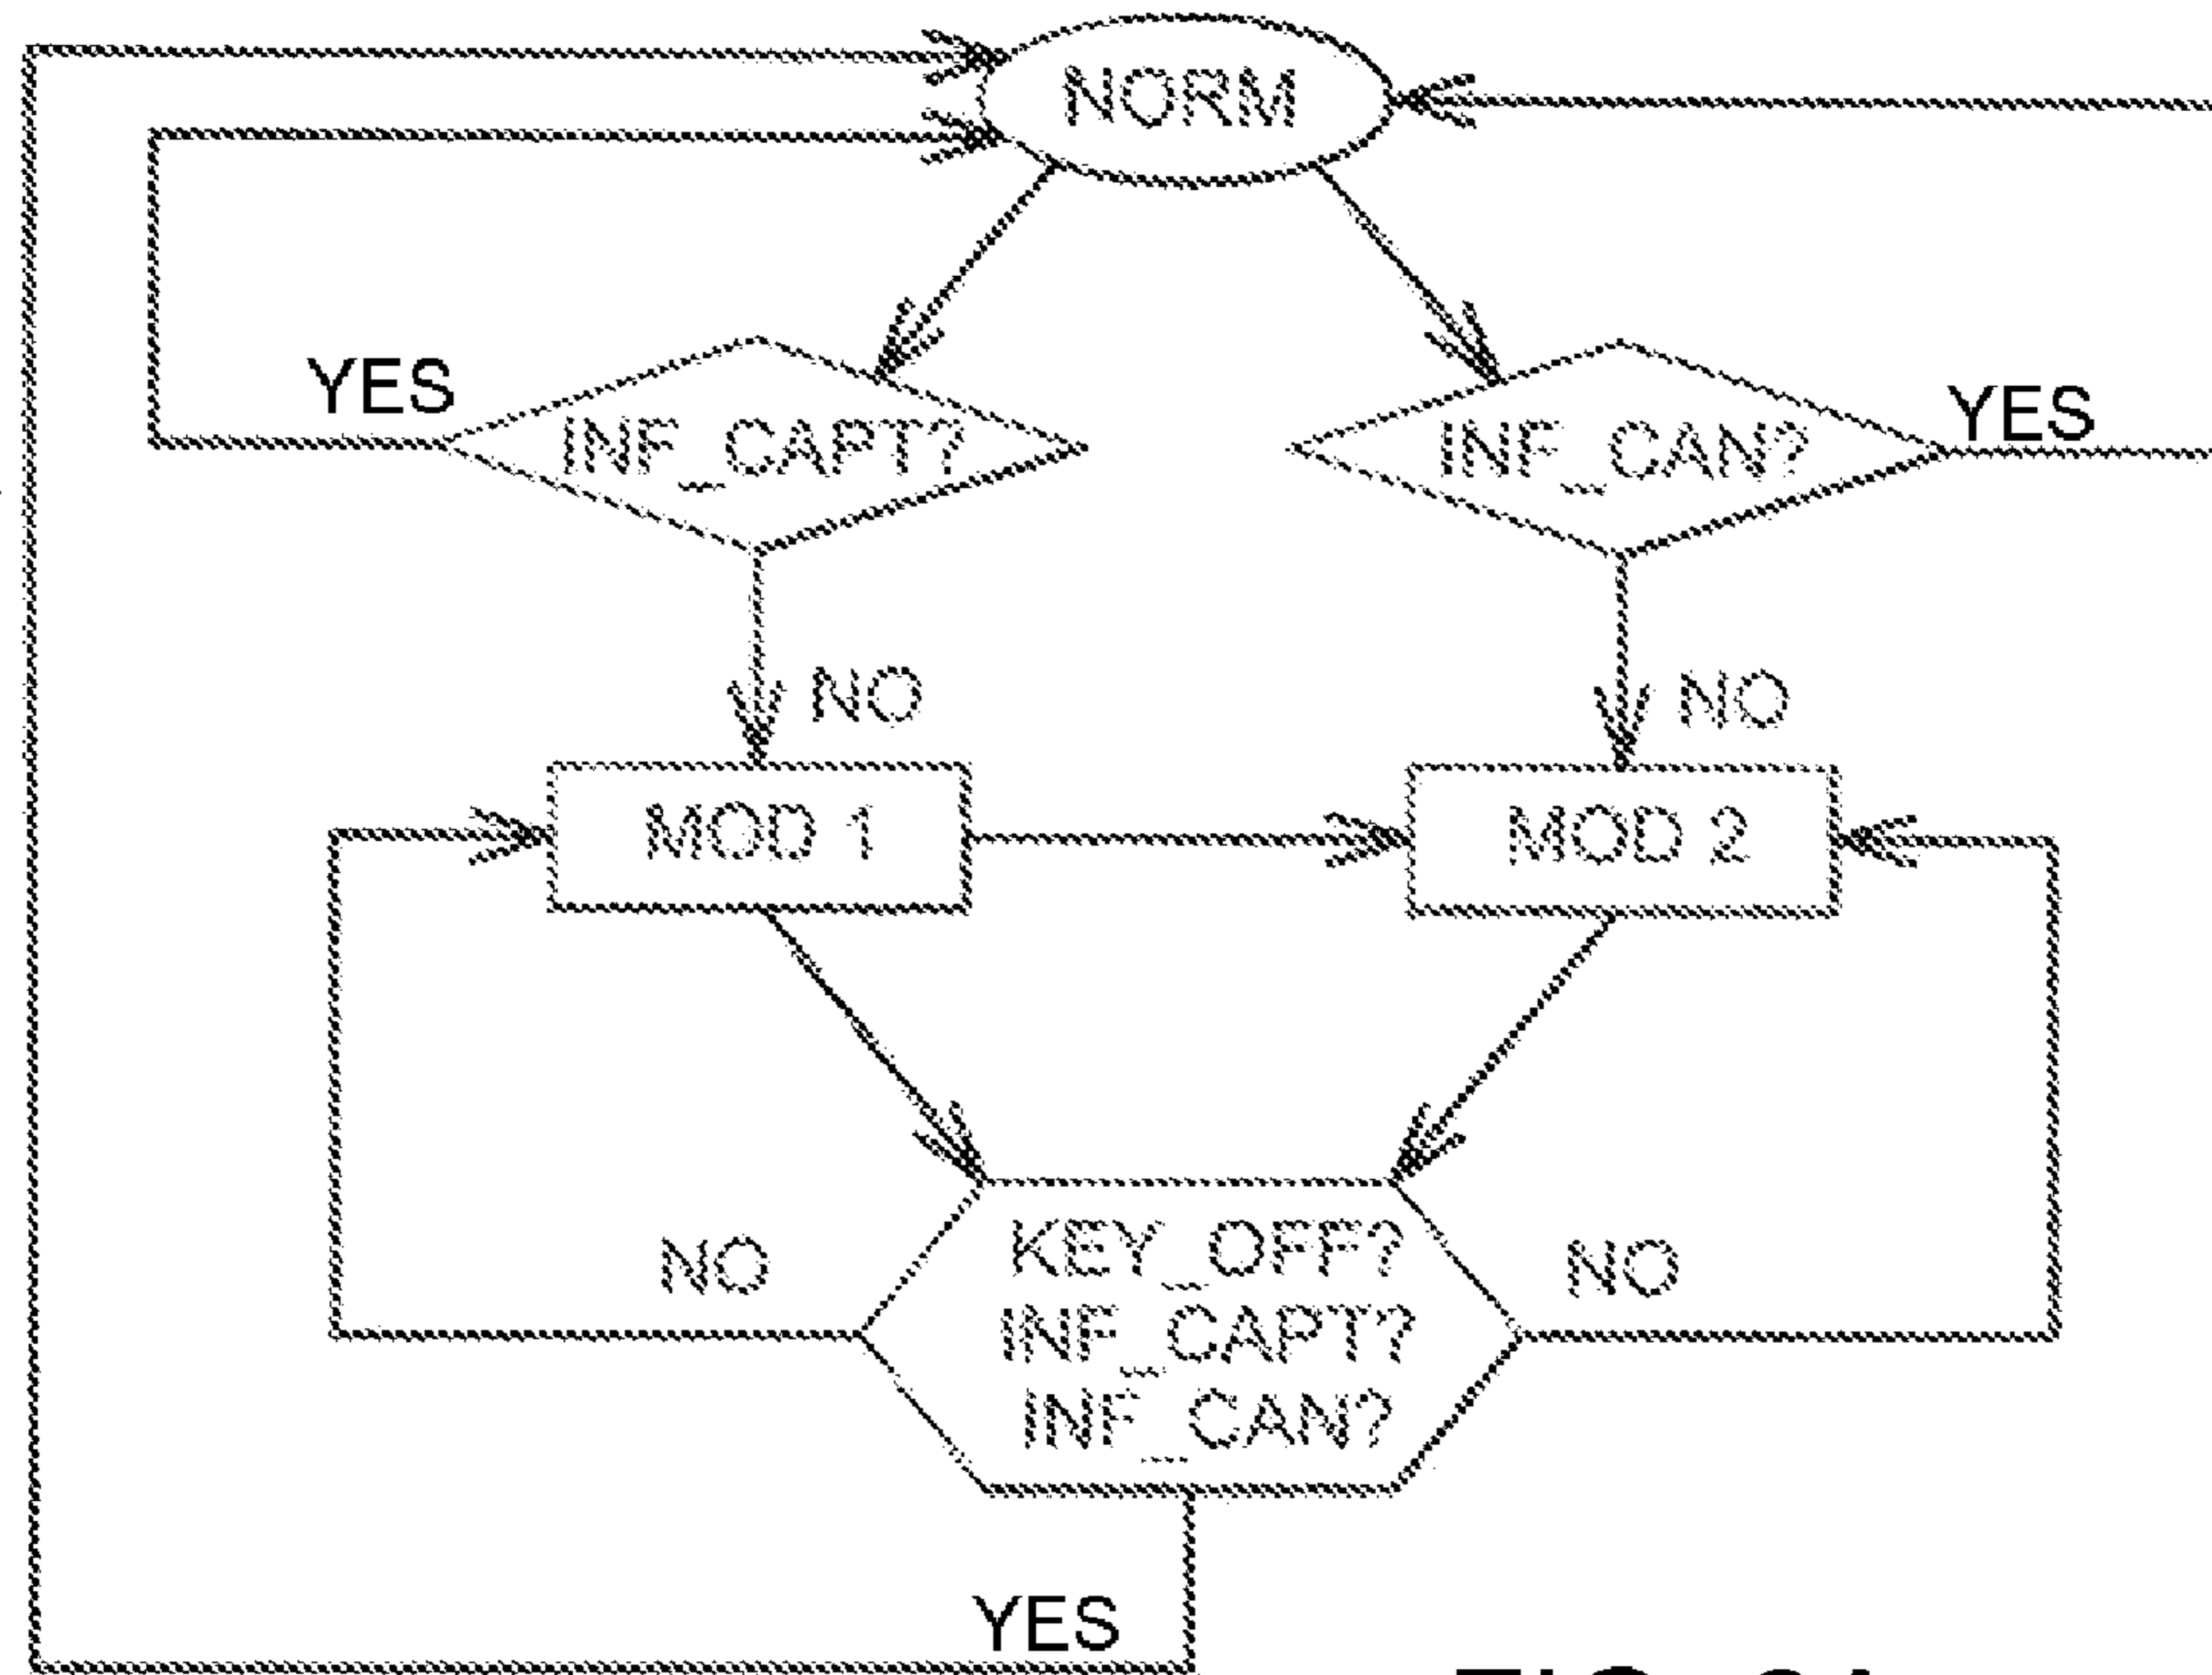 NORM
YES
INF_CAPT?
INF_CAN?
YES
NO
NO
MOD 1
MOD 2
NO
KEY_OFF?
INF_CAPT?
INF_CAN?
NO
YES